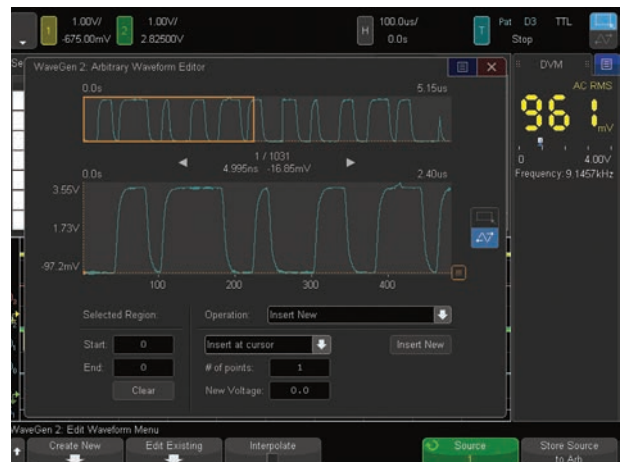 1 1.00V/ 2 1.00V/ H 100.0us/ T Pat D3 TTL
-675.00mV 2.82500V 0.0s Stop
Se WaveGen 2: Arbitrary Waveform Editor DVM
0.0s 5.15us AC RMS
961 mV
1 / 1031
4.995ns -16.85mV
0 4.00V
0.0s 2.40us Frequency: 9.1457kHz
3.55V
1.73V
-97.2mV
100 200 300 400
Selected Region: Operation: Insert New
Start: 0 Insert at cursor Insert New
End: 0 # of points: 1
Clear New Voltage: 0.0
WaveGen 2: Edit Waveform Menu
Create New Edit Existing Interpolate Source Store Source
1 to Arb